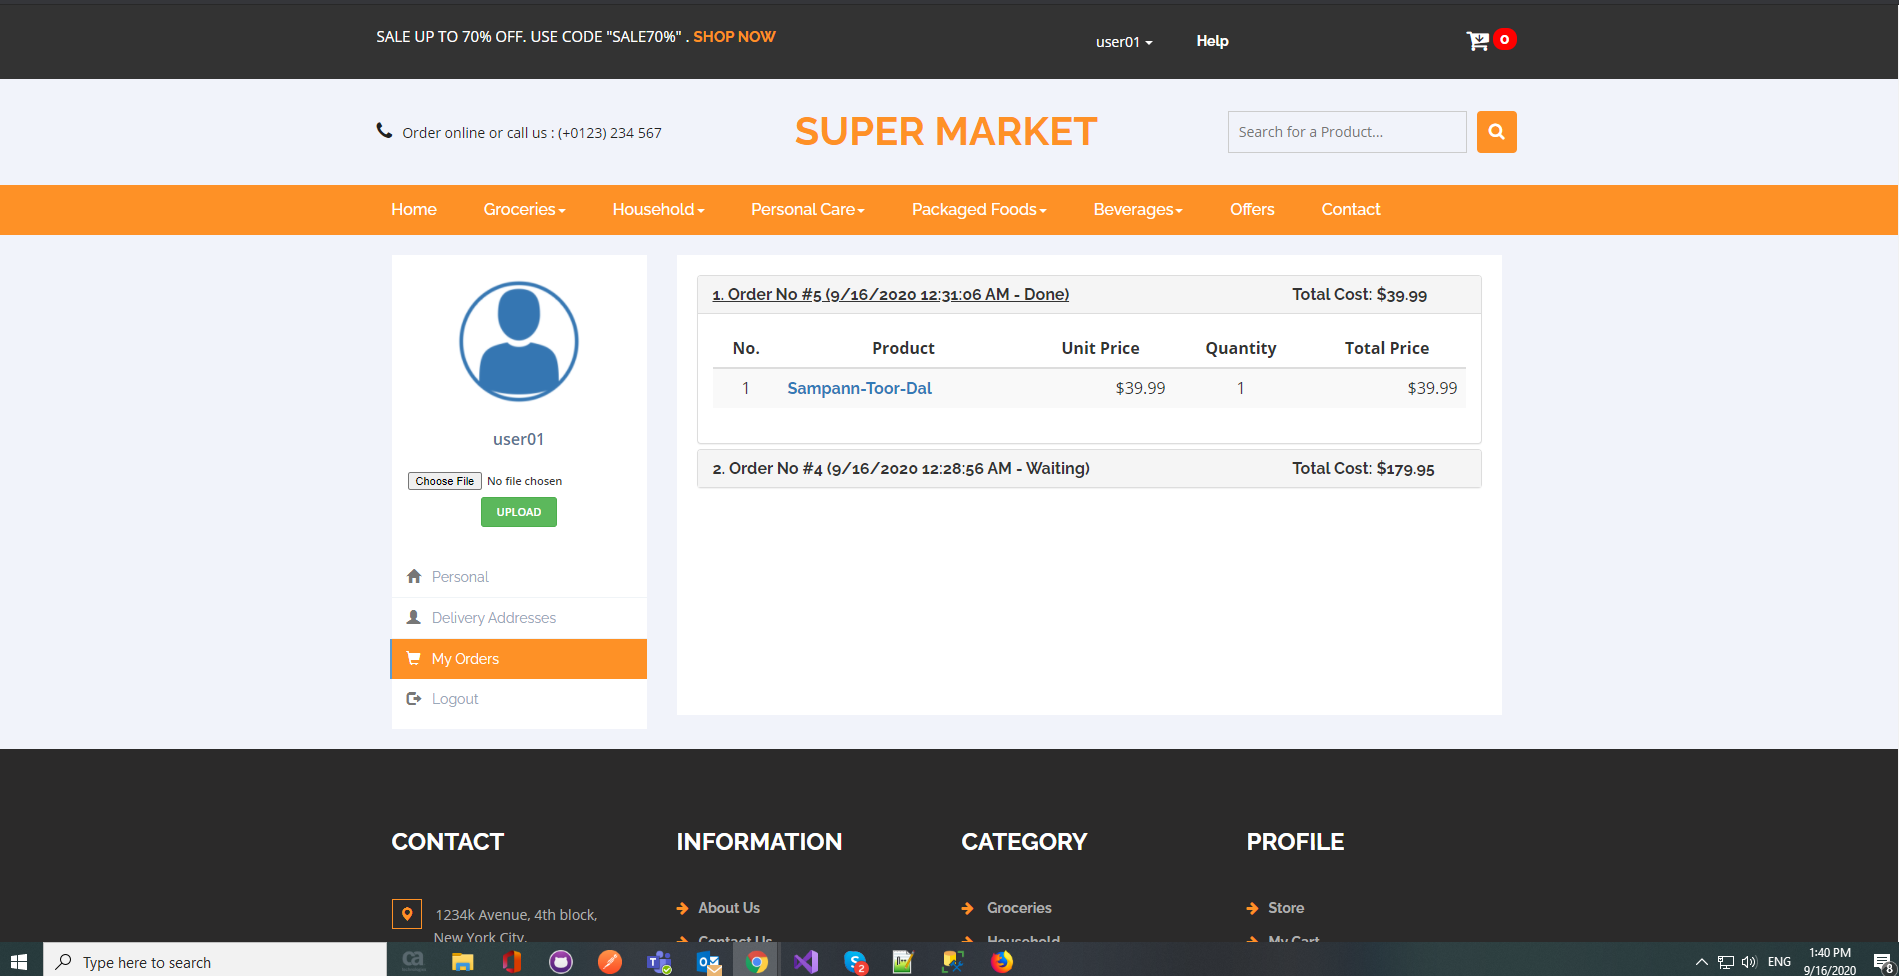 SALE UP TO 70% OFF. USE CODE "SALE70%" . SHOP NOW
user01
Help
0
Order online or call us : (+0123) 234 567
SUPER MARKET
Search for a Product...
Home Groceries Household Personal Care Packaged Foods Beverages Offers Contact
user01
Choose File No file chosen
UPLOAD
Personal
Delivery Addresses
My Orders
Logout
1. Order No #5 (9/16/2020 12:31:06 AM - Done) Total Cost: $39.99
No. Product Unit Price Quantity Total Price
1 Sampann-Toor-Dal $39.99 1 $39.99
2. Order No #4 (9/16/2020 12:28:56 AM - Waiting) Total Cost: $179.95
CONTACT
1234k Avenue, 4th block,
New York City.
INFORMATION
About Us
Contact Us
CATEGORY
Groceries
Household
PROFILE
Store
My Cart
Type here to search
ca
2
ENG
1:40 PM
9/16/2020
8